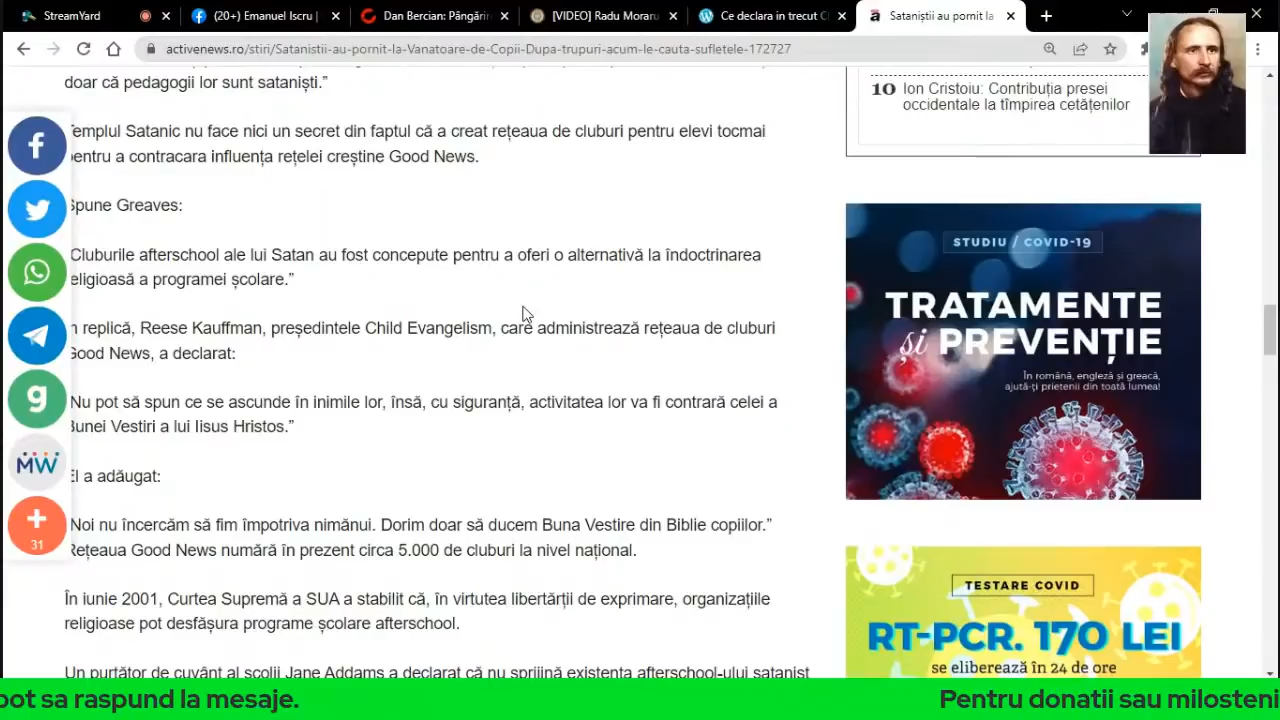 StreamYard
(20+) Emanuel Iscru |
Dan Bercian: Pângărir
[VIDEO] Radu Moraru
Ce declara in trecut Cl
Sataniștii au pornit la
activenews.ro/stiri/Satanistii-au-pornit-la-Vanatoare-de-Copii-Dupa-trupuri-acum-le-cauta-sufletele-172727
doar că pedagogii lor sunt sataniști.”
Templul Satanic nu face nici un secret din faptul că a creat rețeaua de cluburi pentru elevi tocmai
pentru a contracara influența rețelei creștine Good News.
Spune Greaves:
Cluburile afterschool ale lui Satan au fost concepute pentru a oferi o alternativă la îndoctrinarea
religioasă a programei școlare.”
În replică, Reese Kauffman, președintele Child Evangelism, care administrează rețeaua de cluburi
Good News, a declarat:
Nu pot să spun ce se ascunde în inimile lor, însă, cu siguranță, activitatea lor va fi contrară celei a
Bunei Vestiri a lui Iisus Hristos.”
El a adăugat:
Noi nu încercăm să fim împotriva nimănui. Dorim doar să ducem Buna Vestire din Biblie copiilor.”
Rețeaua Good News numără în prezent circa 5.000 de cluburi la nivel național.
În iunie 2001, Curtea Suprema a SUA a stabilit că, în virtutea libertării de exprimare, organizațiile
religioase pot desfășura programe școlare afterschool.
Un purtător de cuvânt al școlii Jane Addams a declarat că nu sprijină existența afterschool-ului satanist
31
10 Ion Cristoiu: Contribuția presei
occidentale la tîmpirea cetățenilor
STUDIU / COVID-19
TRATAMENTE
și PREVENȚIE
În română, engleză și greacă,
ajută-ți prietenii din toată lumea!
TESTARE COVID
RT-PCR. 170 LEI
se eliberează în 24 de ore
pot sa raspund la mesaje.
Pentru donatii sau milosteni